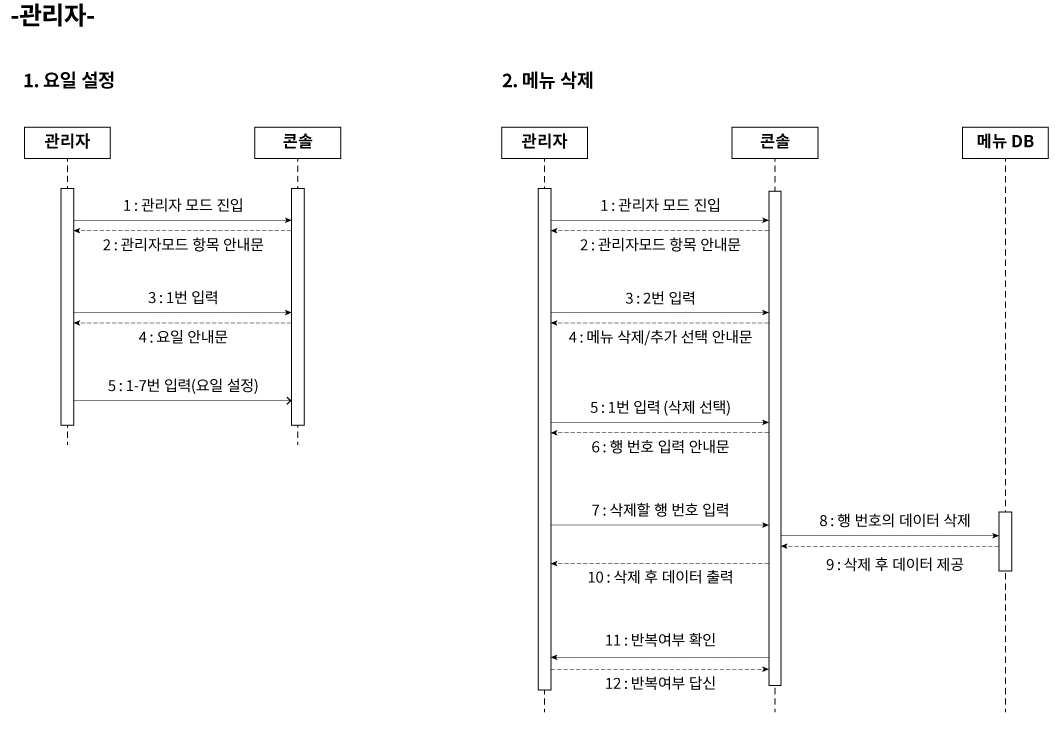 -관리자-
1. 요일 설정
관리자
콘솔
1 : 관리자 모드 진입
2 : 관리자모드 항목 안내문
3 : 1번 입력
4 : 요일 안내문
5 : 1-7번 입력(요일 설정)
2. 메뉴 삭제
관리자
콘솔
메뉴 DB
1 : 관리자 모드 진입
2 : 관리자모드 항목 안내문
3 : 2번 입력
4 : 메뉴 삭제/추가 선택 안내문
5 : 1번 입력 (삭제 선택)
6 : 행 번호 입력 안내문
7 : 삭제할 행 번호 입력
8 : 행 번호의 데이터 삭제
9 : 삭제 후 데이터 제공
10 : 삭제 후 데이터 출력
11 : 반복여부 확인
12 : 반복여부 답신